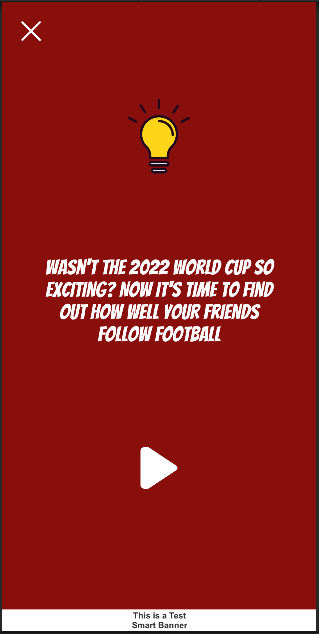 WASN'T THE 2022 WORLD CUP SO
EXCITING? NOW IT'S TIME TO FIND
OUT HOW WELL YOUR FRIENDS
FOLLOW FOOTBALL
This is a Test
Smart Banner